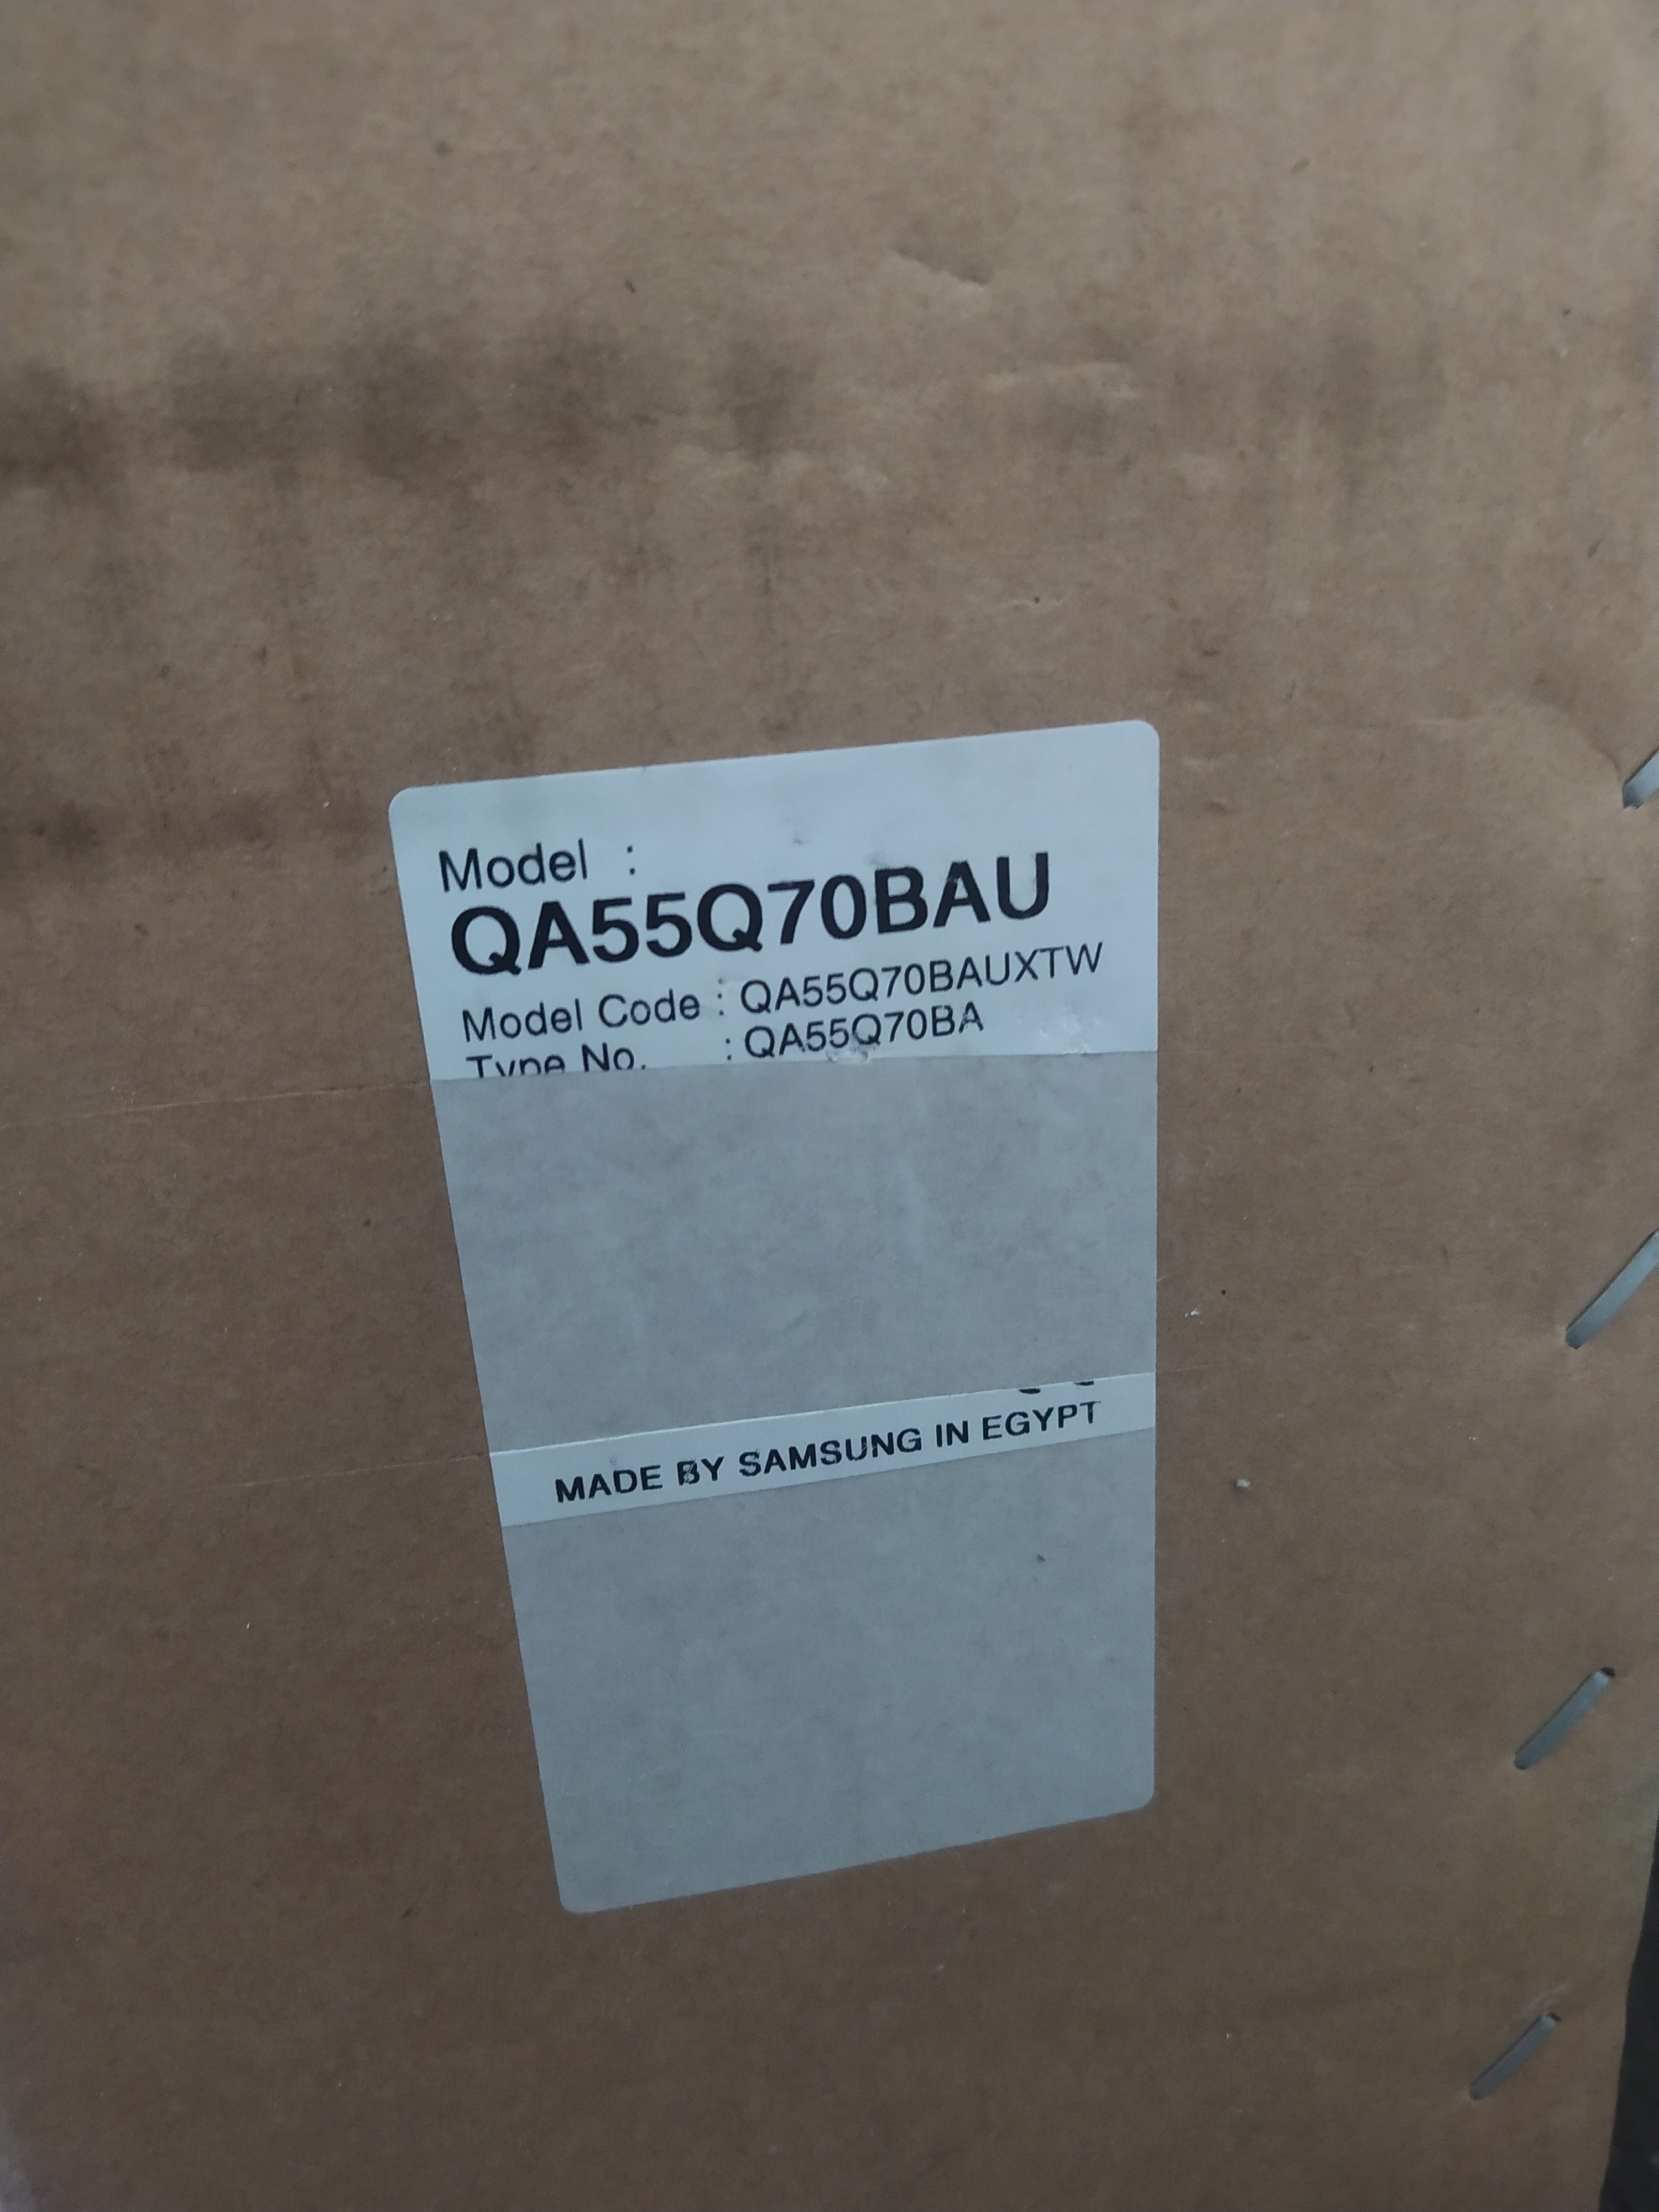 Model :
QA55Q70BAU
Model Code : QA55Q70BAUXTW
Type No. : QA55Q70BA
MADE BY SAMSUNG IN EGYPT